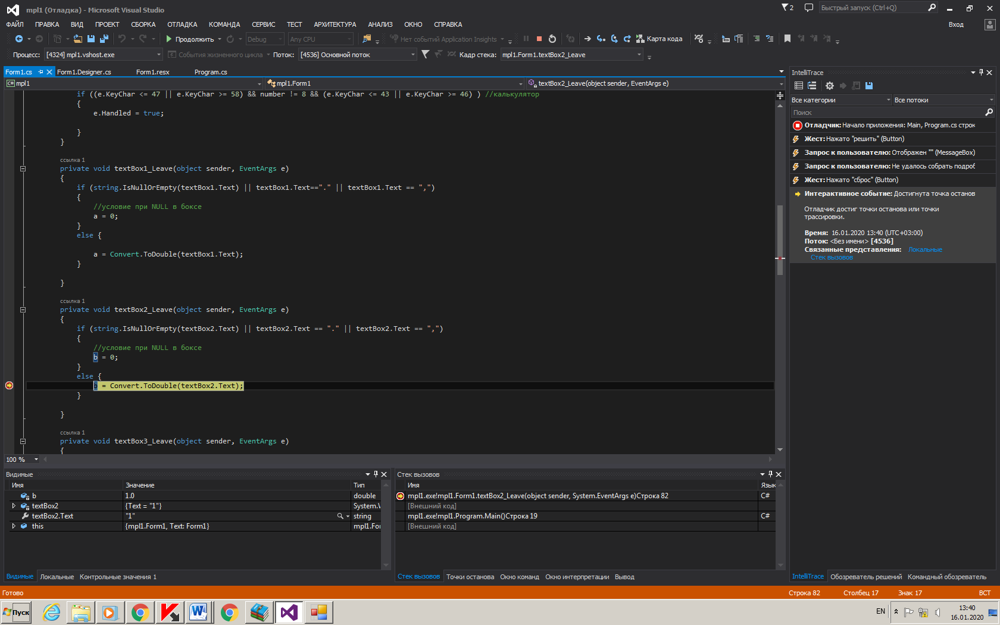 mpl1 (Отладка) - Microsoft Visual Studio
2
Быстрый запуск (Ctrl+Q)
ФАЙЛ ПРАВКА ВИД ПРОЕКТ СБОРКА ОТЛАДКА КОМАНДА СЕРВИС ТЕСТ АРХИТЕКТУРА АНАЛИЗ ОКНО СПРАВКА Вход
Продолжить Debug Any CPU Нет событий Application Insights Карта кода
Процесс: [4324] mpl1.vshost.exe События жизненного цикла Поток: [4536] Основной поток Кадр стека: mpl1.Form1.textBox2_Leave
Form1.cs Form1.Designer.cs Form1.resx Program.cs
mpl1 mpl1.Form1 textBox2_Leave(object sender, EventArgs e)
if ((e.KeyChar <= 47 || e.KeyChar >= 58) && number != 8 && (e.KeyChar <= 43 || e.KeyChar >= 46) ) //калькулятор
{
e.Handled = true;
}
}
ссылка 1
private void textBox1_Leave(object sender, EventArgs e)
{
if (string.IsNullOrEmpty(textBox1.Text) || textBox1.Text=="." || textBox1.Text == ",")
{
//условие при NULL в боксе
a = 0;
}
else {
a = Convert.ToDouble(textBox1.Text);
}
}
ссылка 1
private void textBox2_Leave(object sender, EventArgs e)
{
if (string.IsNullOrEmpty(textBox2.Text) || textBox2.Text == "." || textBox2.Text == ",")
{
//условие при NULL в боксе
b = 0;
}
else {
b = Convert.ToDouble(textBox2.Text);
}
}
ссылка 1
private void textBox3_Leave(object sender, EventArgs e)
{
100 %
Видимые
Имя Значение Тип
b 1.0 double
textBox2 {Text = "1"} System.W
textBox2.Text "1" string
this {mpl1.Form1, Text: Form1} mpl1.For
Видимые Локальные Контрольные значения 1
Стек вызовов
Имя Язык
mpl1.exe!mpl1.Form1.textBox2_Leave(object sender, System.EventArgs e)Строка 82 C#
[Внешний код]
mpl1.exe!mpl1.Program.Main()Строка 19 C#
[Внешний код]
Стек вызовов Точки останова Окно команд Окно интерпретации Вывод
IntelliTrace
Все категории Все потоки
Поиск
Отладчик: Начало приложения: Main, Program.cs строк
Жест: Нажато "решить" (Button)
Запрос к пользователю: Отображен "" (MessageBox)
Запрос к пользователю: Не удалось собрать подроб
Жест: Нажато "сброс" (Button)
Интерактивное событие: Достигнута точка останов
Отладчик достиг точки останова или точки
трассировки.
Время: 16.01.2020 13:40 (UTC+03:00)
Поток: <Без имени> [4536]
Связанные представления: Локальные
Стек вызовов
IntelliTrace Обозреватель решений Командный обозреватель
Готово Строка 82 Столбец 17 Знак 17 ВСТ
Пуск EN 13:40
16.01.2020